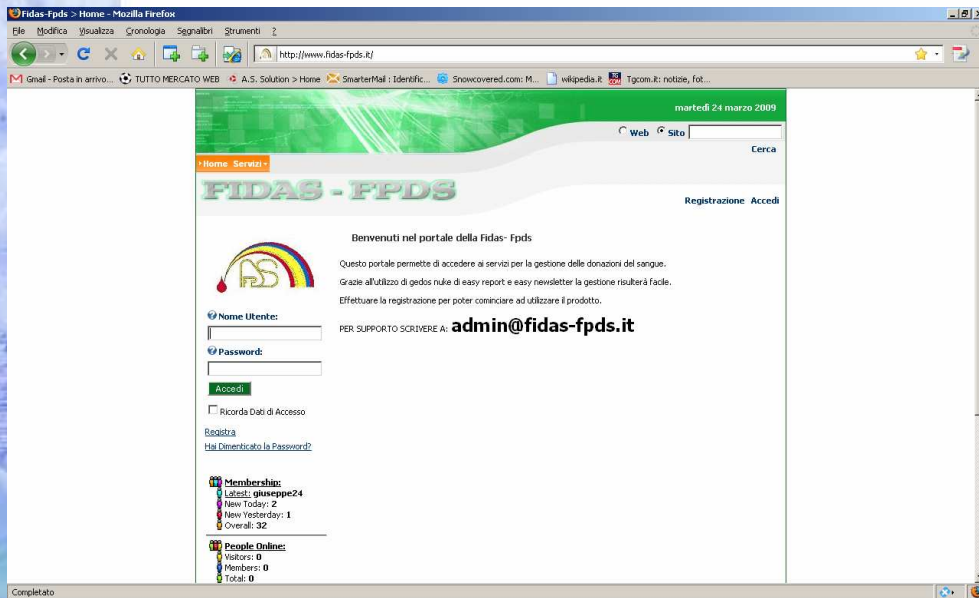 Fidas-Fpds > Home - Mozilla Firefox
File Modifica Visualizza Cronologia Segnalibri Strumenti ?
http://www.fidas-fpds.it/
Gmail - Posta in arrivo... TUTTO MERCATO WEB A.S. Solution > Home SmarterMail : Identific... Snowcovered.com: M... wikipedia.it Tgcom.it: notizie, fot...
martedì 24 marzo 2009
Web Sito
Cerca
Home Servizi
FIDAS - FPDS
Registrazione Accedi
Benvenuti nel portale della Fidas- Fpds
Questo portale permette di accedere ai servizi per la gestione delle donazioni del sangue.
Grazie all'utilizzo di gedos nuke di easy report e easy newsletter la gestione risulterà facile.
Effettuare la registrazione per poter cominciare ad utilizzare il prodotto.
PER SUPPORTO SCRIVERE A: admin@fidas-fpds.it
Nome Utente:
Password:
Accedi
Ricorda Dati di Accesso
Registra
Hai Dimenticato la Password?
Membership:
Latest: giuseppe24
New Today: 2
New Yesterday: 1
Overall: 32
People Online:
Visitors: 0
Members: 0
Total: 0
Completato